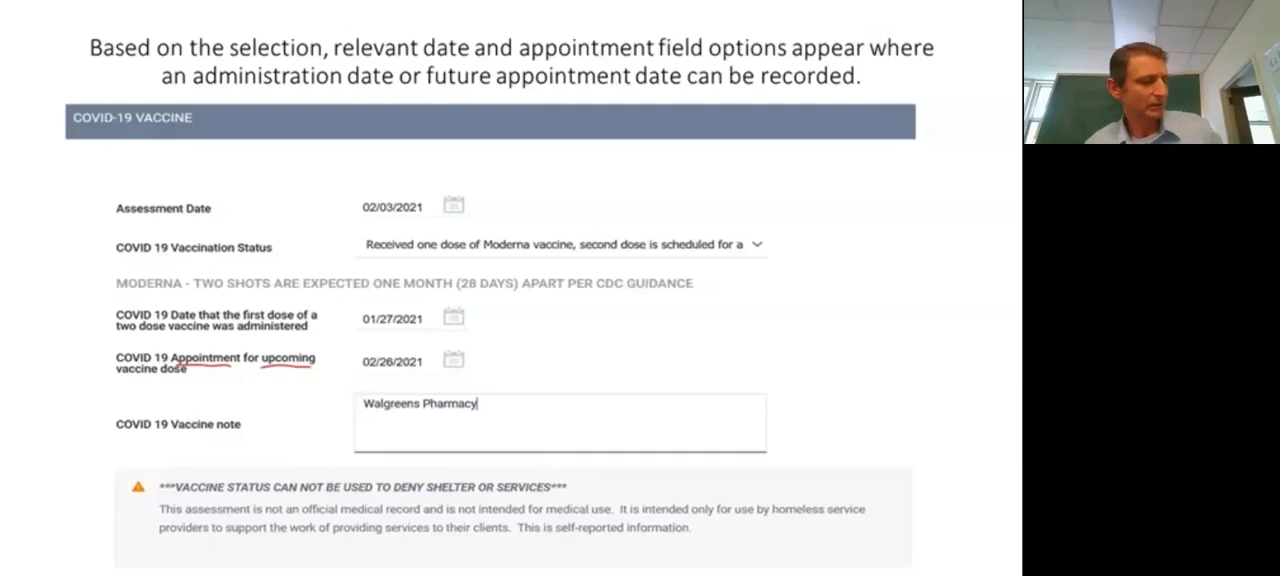 Based on the selection, relevant date and appointment field options appear where
an administration date or future appointment date can be recorded.
COVID-19 VACCINE
Assessment Date 02/03/2021
COVID 19 Vaccination Status Received one dose of Moderna vaccine, second dose is scheduled for a
MODERNA - TWO SHOTS ARE EXPECTED ONE MONTH (28 DAYS) APART PER CDC GUIDANCE
COVID 19 Date that the first dose of a
two dose vaccine was administered
01/27/2021
COVID 19 Appointment for upcoming
vaccine dose
02/26/2021
COVID 19 Vaccine note
Walgreens Pharmacy
***VACCINE STATUS CAN NOT BE USED TO DENY SHELTER OR SERVICES***
This assessment is not an official medical record and is not intended for medical use. It is intended only for use by homeless service
providers to support the work of providing services to their clients. This is self-reported information.